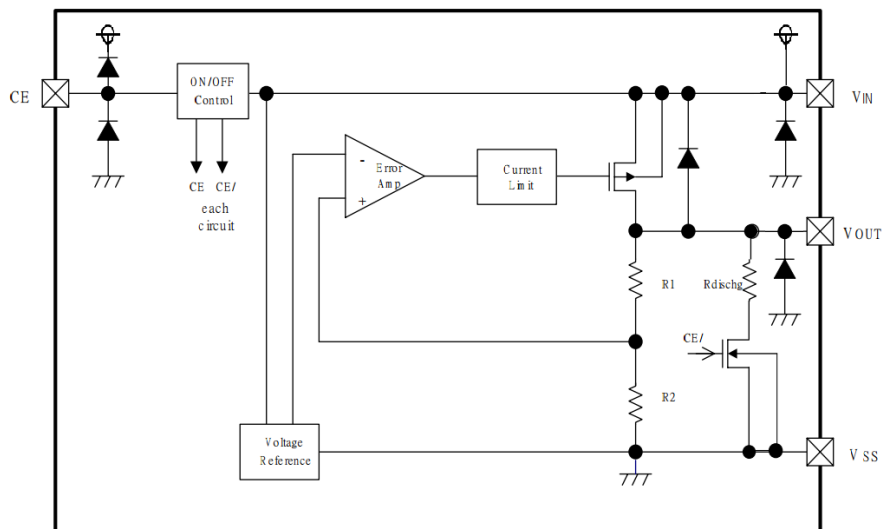 CE
ON/OFF
Control
CE CE/
each
circuit
-
Error
Amp
+
Current
Limit
VIN
VOUT
R1
Rdischg
CE/
R2
Voltage
Reference
VSS